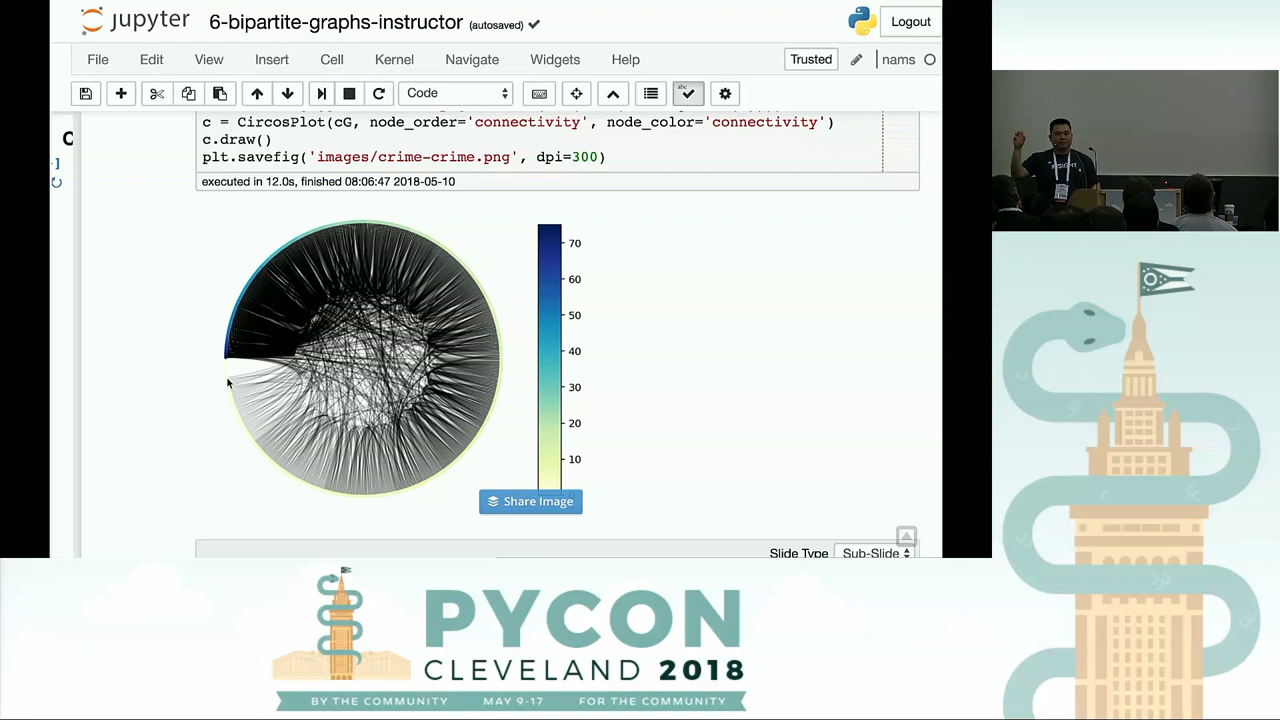 jupyter 6-bipartite-graphs-instructor (autosaved) Logout
File Edit View Insert Cell Kernel Navigate Widgets Help Trusted nams
Code abc
c = CircosPlot(cG, node_order='connectivity', node_color='connectivity')
c.draw()
plt.savefig('images/crime-crime.png', dpi=300)
executed in 12.0s, finished 08:06:47 2018-05-10
70
60
50
40
30
20
10
Share Image
Slide Type Sub-Slide
INSIGHT
PYCON
CLEVELAND 2018
BY THE COMMUNITY MAY 9-17 FOR THE COMMUNITY